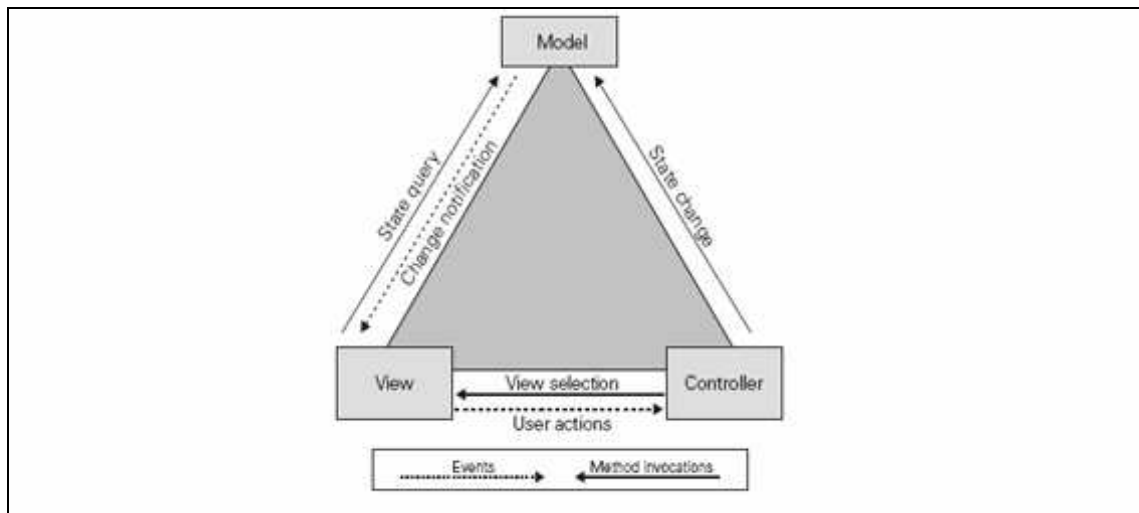 Model
State query
Change notification
State change
View
View selection
Controller
User actions
Events
Method invocations